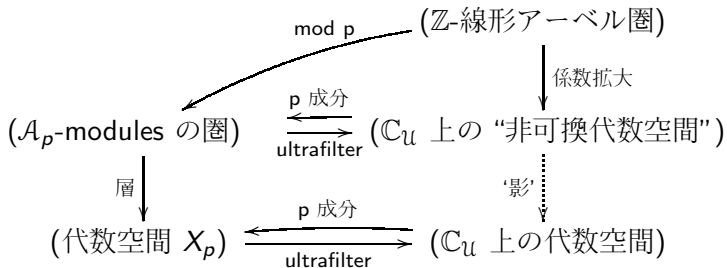 (ℤ-線形アーベル圏)
mod p
係数拡大
p 成分
(𝒜ₚ-modules の圏)
(ℂ_𝔘 上の “非可換代数空間”)
ultrafilter
層
‘影’
p 成分
(代数空間 Xₚ)
(ℂ_𝔘 上の代数空間)
ultrafilter